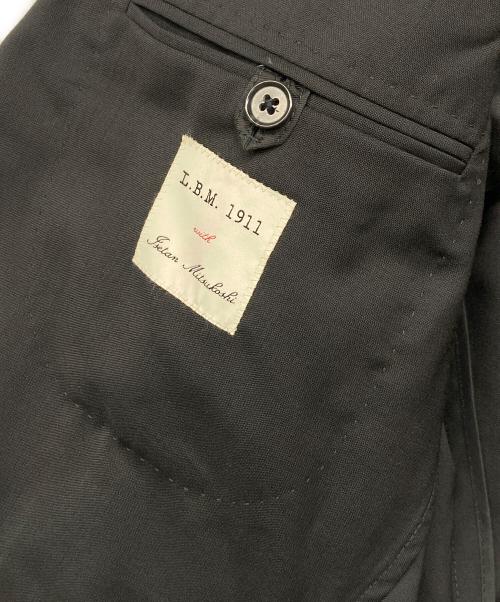 L.B.M. 1911
with
Isetan Mitsukoshi